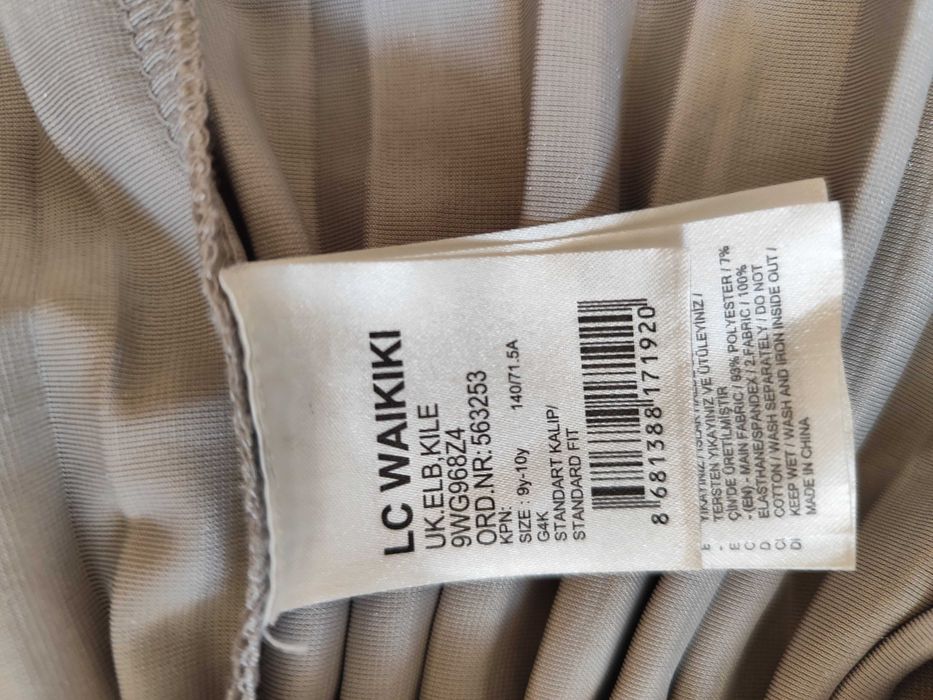 LC WAIKIKI
UK.ELB,KILE
9WG968Z4
ORD.NR:563253
KPN:
SIZE 9y-10y 140/71.5A
G4K
STANDART KALIP/
STANDARD FIT
8 681388 171920
TERSTEN YIKAYINIZ VE ÜTÜLEYİNİZ /
ÇİN'DE ÜRETİLMİŞTİR
- (EN) - MAIN FABRIC / 93% POLYESTER / 7%
ELASTHANE/SPANDEX / 2.FABRIC / 100%
COTTON / WASH SEPARATELY / DO NOT
KEEP WET / WASH AND IRON INSIDE OUT /
MADE IN CHINA